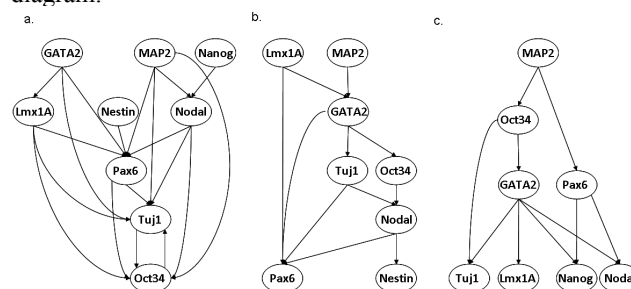 diagram:
a.
b.
c.
GATA2 MAP2 Nanog
Lmx1A Nestin Nodal
Pax6
Tuj1
Oct34
Lmx1A MAP2
GATA2
Tuj1 Oct34
Nodal
Pax6 Nestin
MAP2
Oct34
GATA2 Pax6
Tuj1 Lmx1A Nanog Noda